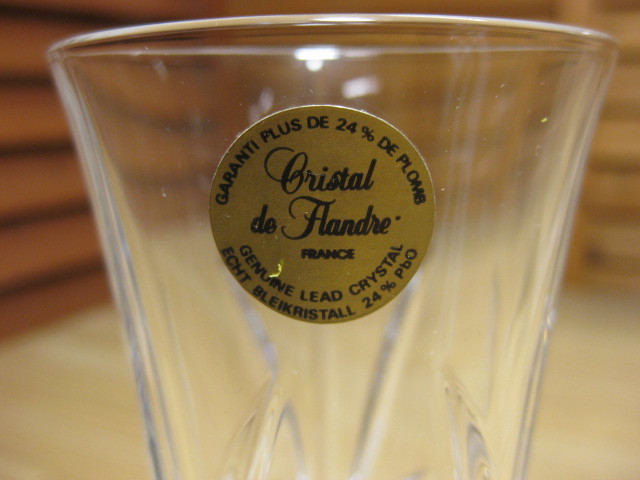 GARANTI PLUS DE 24 % DE PLOMB
Cristal
de Flandre
FRANCE
GENUINE LEAD CRYSTAL
ECHT BLEIKRISTALL 24 % PbO